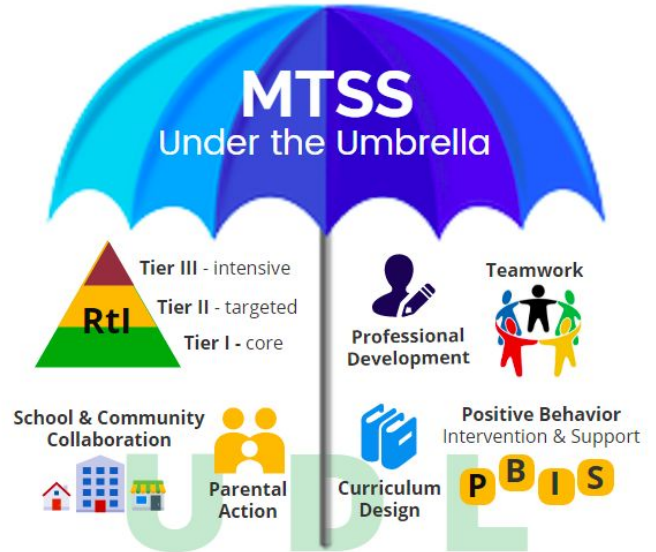 MTSS
Under the Umbrella
Tier III - intensive
Tier II - targeted
Tier I - core
RtI
Professional
Development
Teamwork
School & Community
Collaboration
Parental
Action
Curriculum
Design
Positive Behavior
Intervention & Support
P B I S
U D L